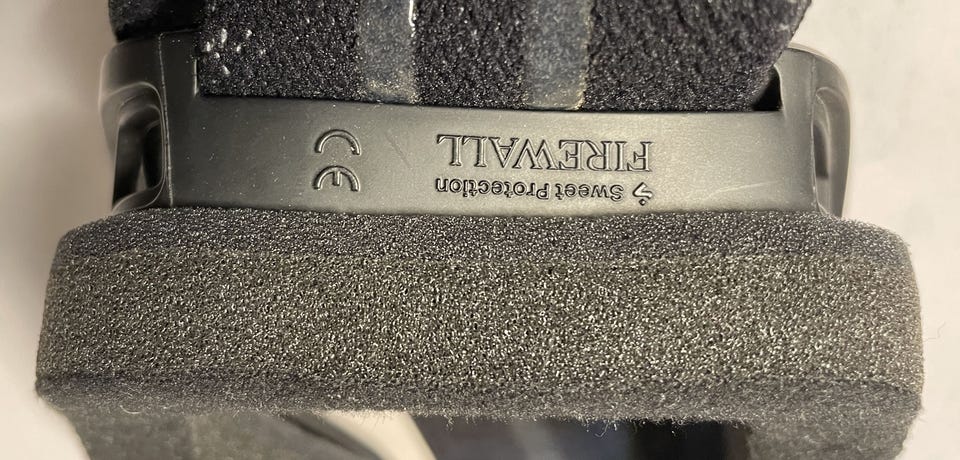 Sweet Protection
FIREWALL
CE